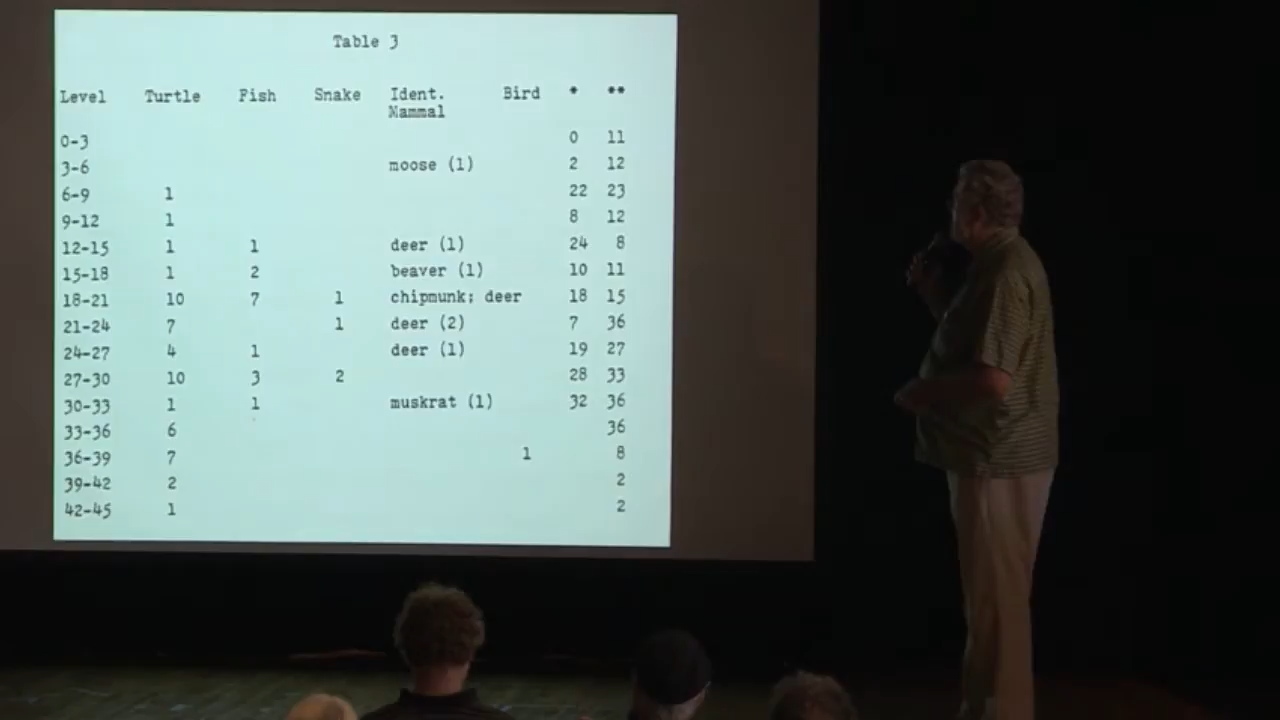 Table 3
Level Turtle Fish Snake Ident. Bird * **
Mammal
0-3 0 11
3-6 moose (1) 2 12
6-9 1 22 23
9-12 1 8 12
12-15 1 1 deer (1) 24 8
15-18 1 2 beaver (1) 10 11
18-21 10 7 1 chipmunk; deer 18 15
21-24 7 1 deer (2) 7 36
24-27 4 1 deer (1) 19 27
27-30 10 3 2 28 33
30-33 1 1 muskrat (1) 32 36
33-36 6 36
36-39 7 1 8
39-42 2 2
42-45 1 2